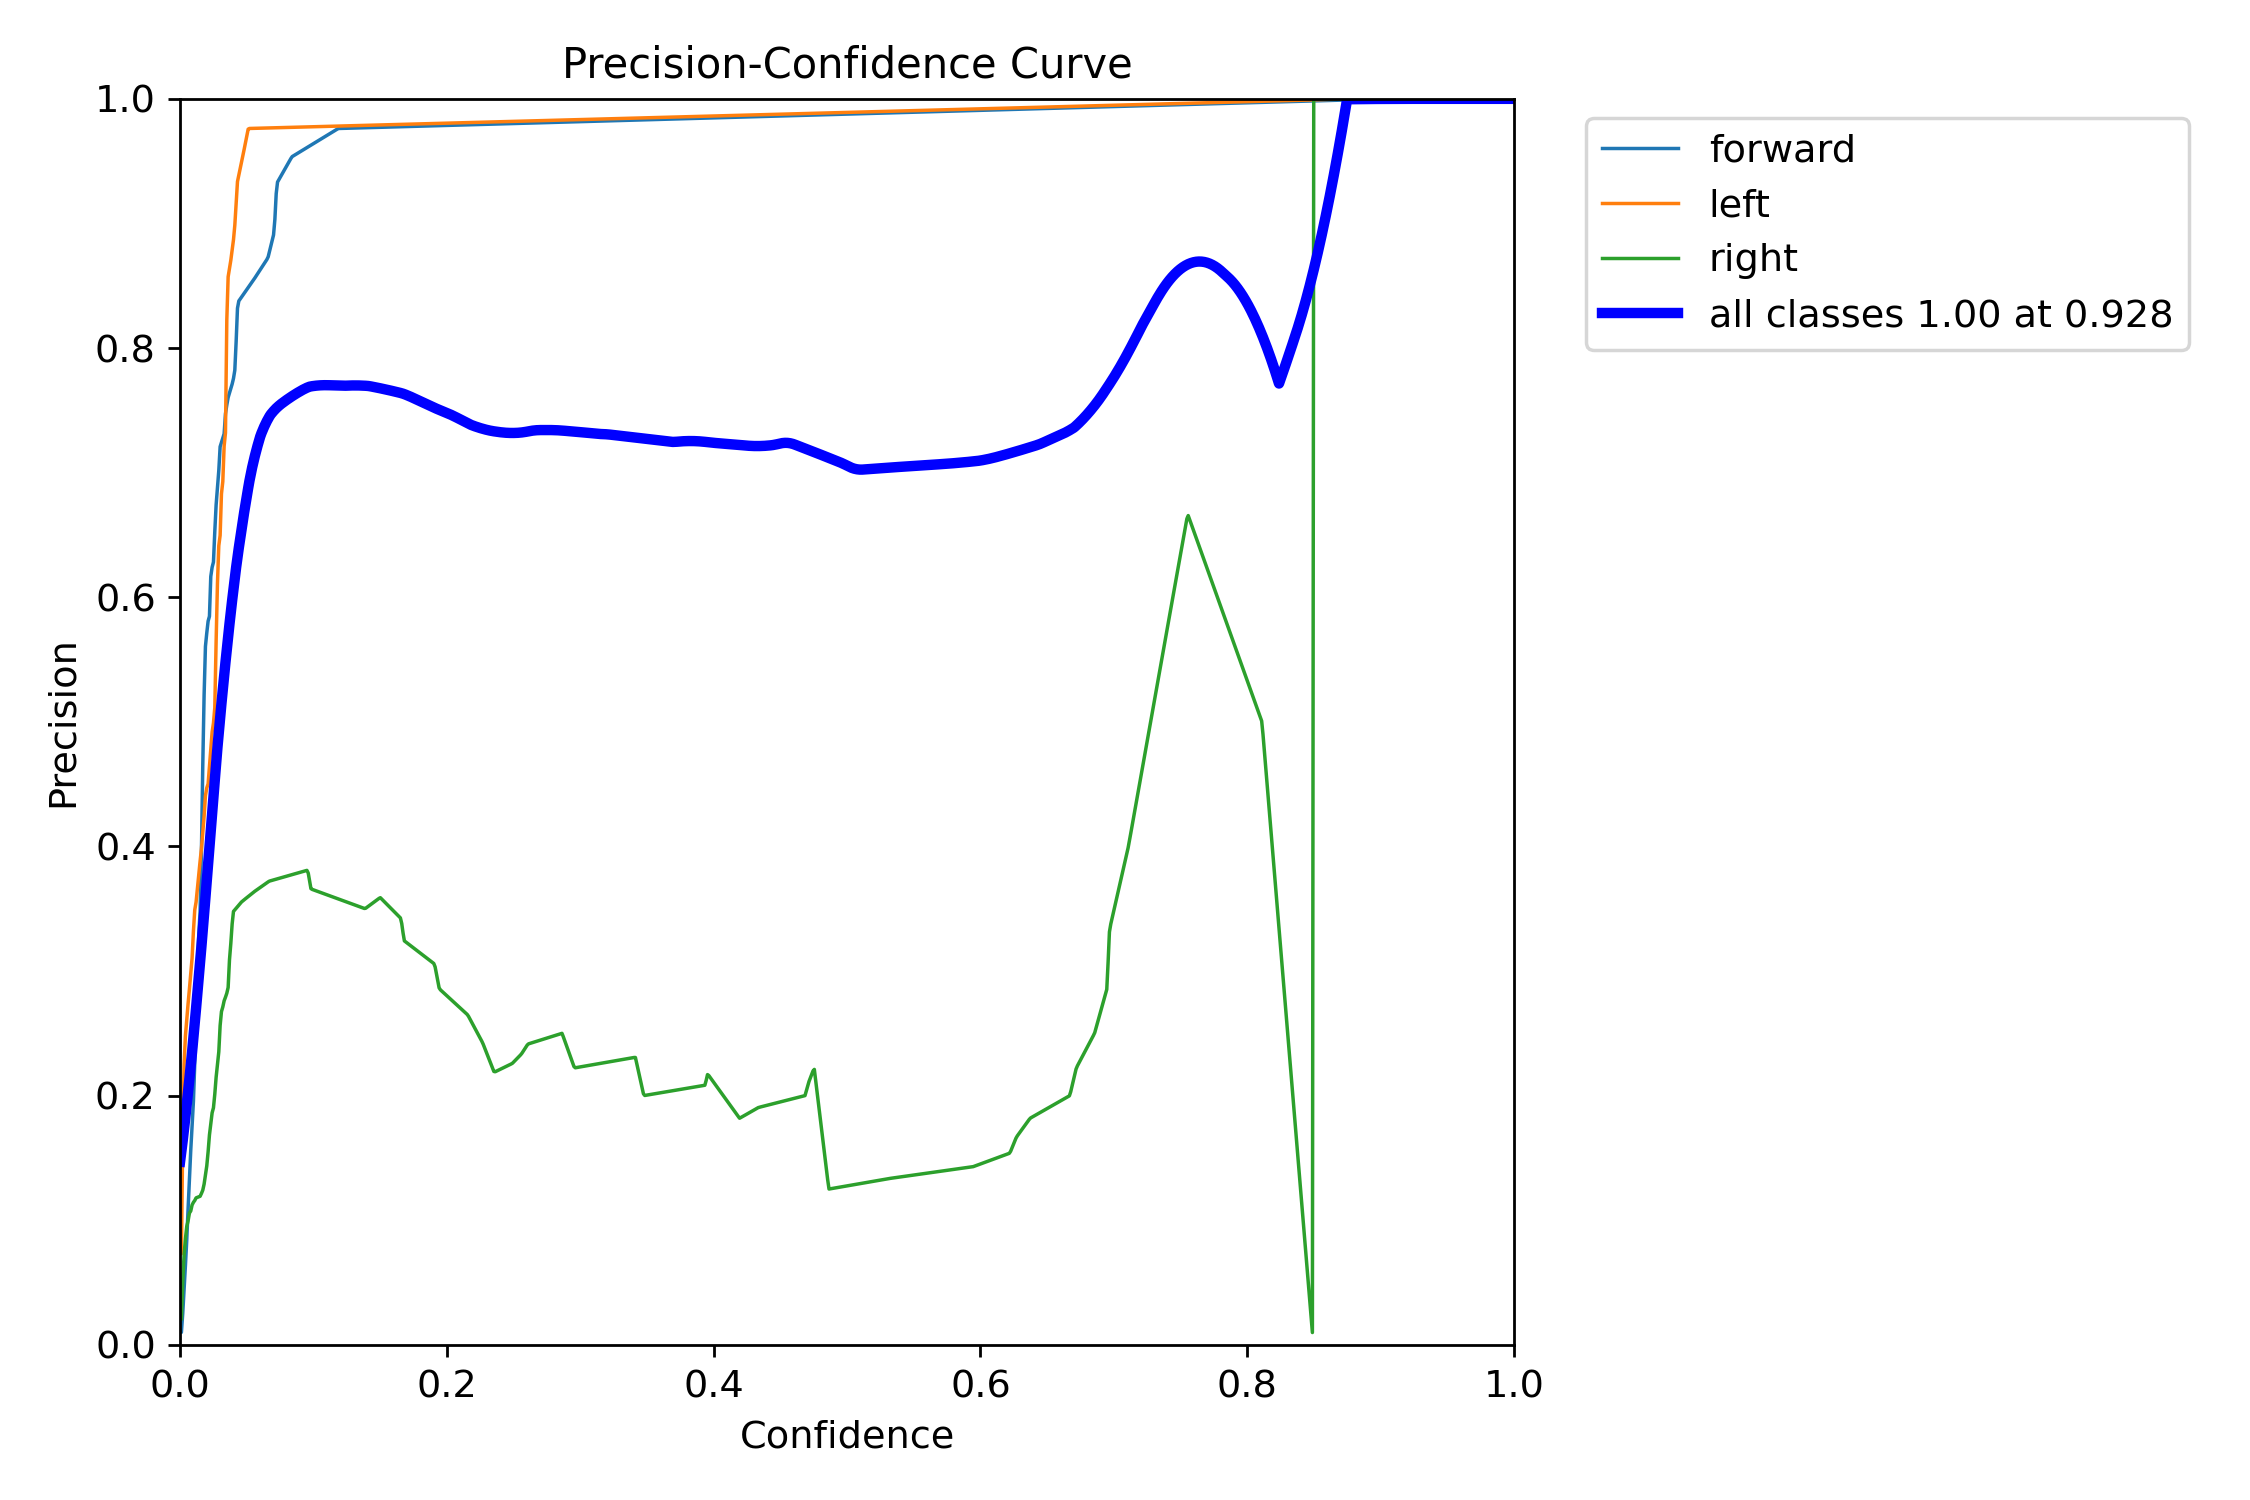 Precision-Confidence Curve
1.0
0.8
0.6
0.4
0.2
0.0
Precision
0.0 0.2 0.4 0.6 0.8 1.0
Confidence
forward
left
right
all classes 1.00 at 0.928